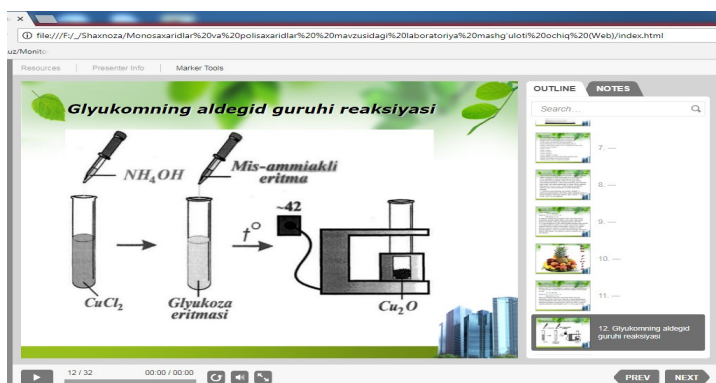 file:///F:/_/Shaxnoza/Monosaxaridlar%20va%20polisaxaridlar%20%20mavzusidagi%20laboratoriya%20mashg'uloti%20ochiq%20(Web)/index.html
uz/Monito
Resources
Presenter Info
Marker Tools
Glyukomning aldegid guruhi reaksiyasi
NH₄OH
Mis-ammiakli
eritma
~42
t°
CuCl₂
Glyukoza
eritmasi
Cu₂O
12 / 32
00:00 / 00:00
OUTLINE
NOTES
Search...
7. —
8. —
9. —
10. —
11. —
12. Glyukomning aldegid
guruhi reaksiyasi
PREV
NEXT